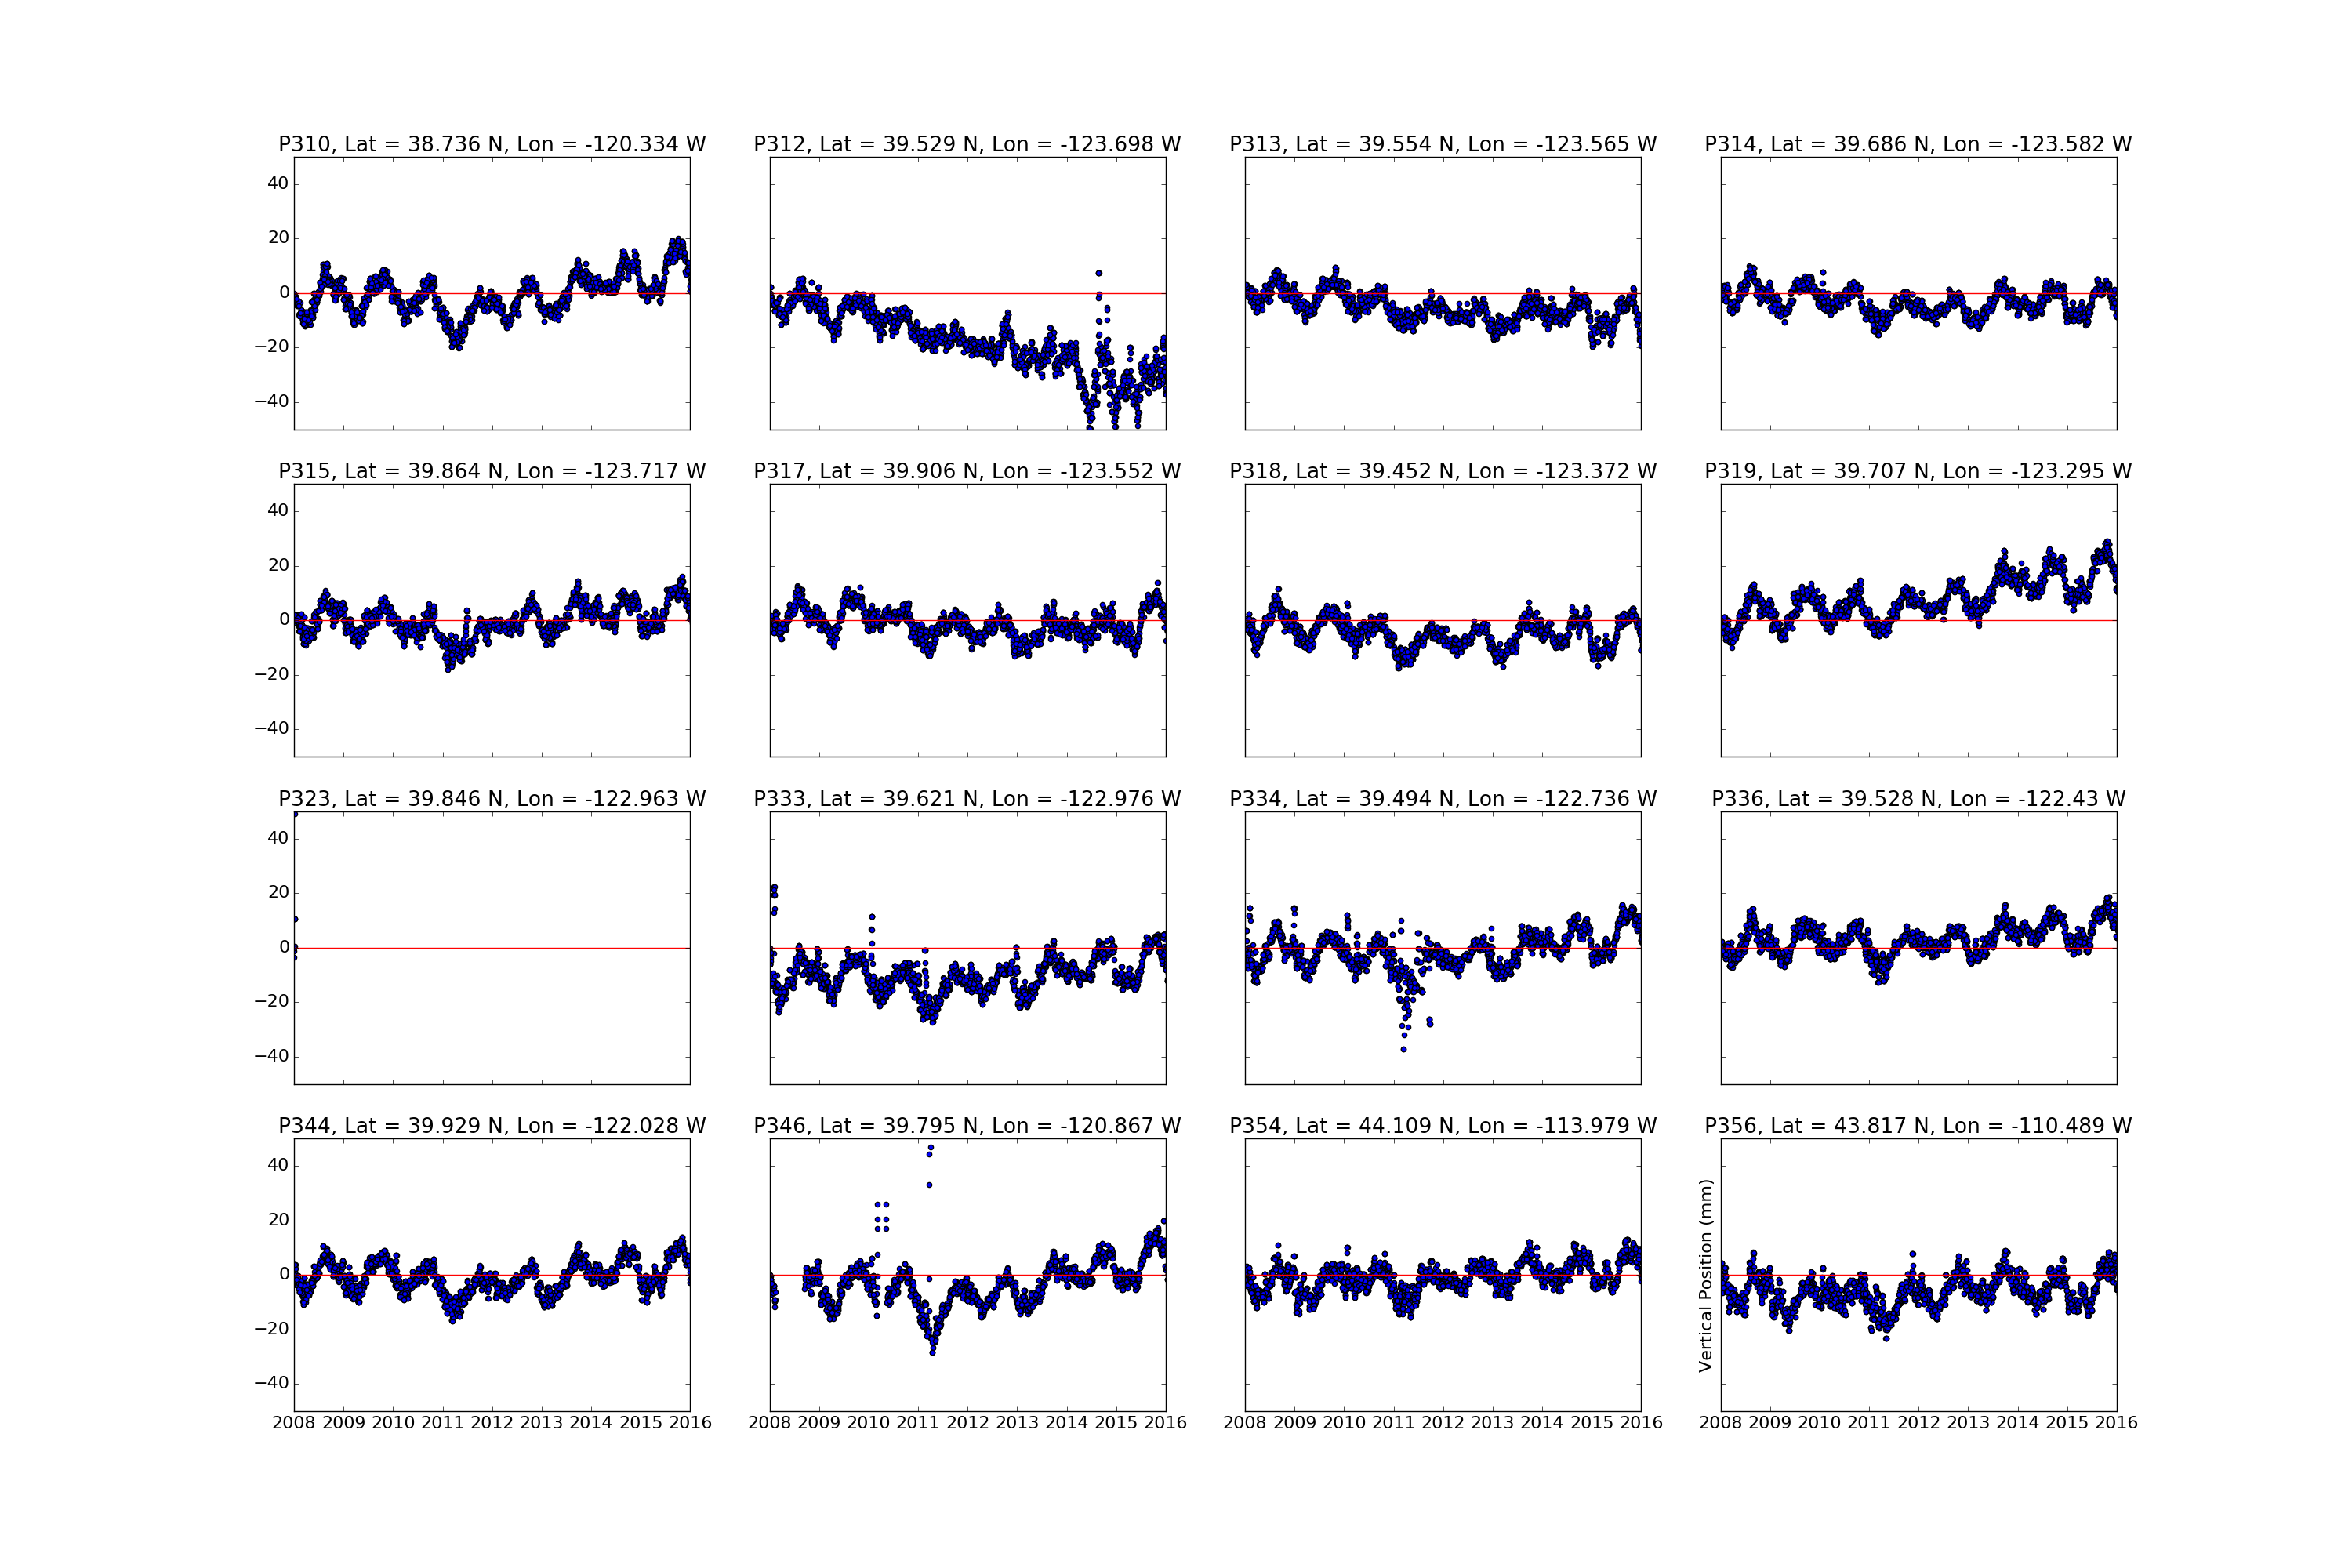 P310, Lat = 38.736 N, Lon = -120.334 W
P312, Lat = 39.529 N, Lon = -123.698 W
P313, Lat = 39.554 N, Lon = -123.565 W
P314, Lat = 39.686 N, Lon = -123.582 W
40
20
0
−20
−40
P315, Lat = 39.864 N, Lon = -123.717 W
P317, Lat = 39.906 N, Lon = -123.552 W
P318, Lat = 39.452 N, Lon = -123.372 W
P319, Lat = 39.707 N, Lon = -123.295 W
40
20
0
−20
−40
P323, Lat = 39.846 N, Lon = -122.963 W
P333, Lat = 39.621 N, Lon = -122.976 W
P334, Lat = 39.494 N, Lon = -122.736 W
P336, Lat = 39.528 N, Lon = -122.43 W
40
20
0
−20
−40
P344, Lat = 39.929 N, Lon = -122.028 W
P346, Lat = 39.795 N, Lon = -120.867 W
P354, Lat = 44.109 N, Lon = -113.979 W
P356, Lat = 43.817 N, Lon = -110.489 W
40
20
0
−20
−40
Vertical Position (mm)
2008 2009 2010 2011 2012 2013 2014 2015 2016
2008 2009 2010 2011 2012 2013 2014 2015 2016
2008 2009 2010 2011 2012 2013 2014 2015 2016
2008 2009 2010 2011 2012 2013 2014 2015 2016